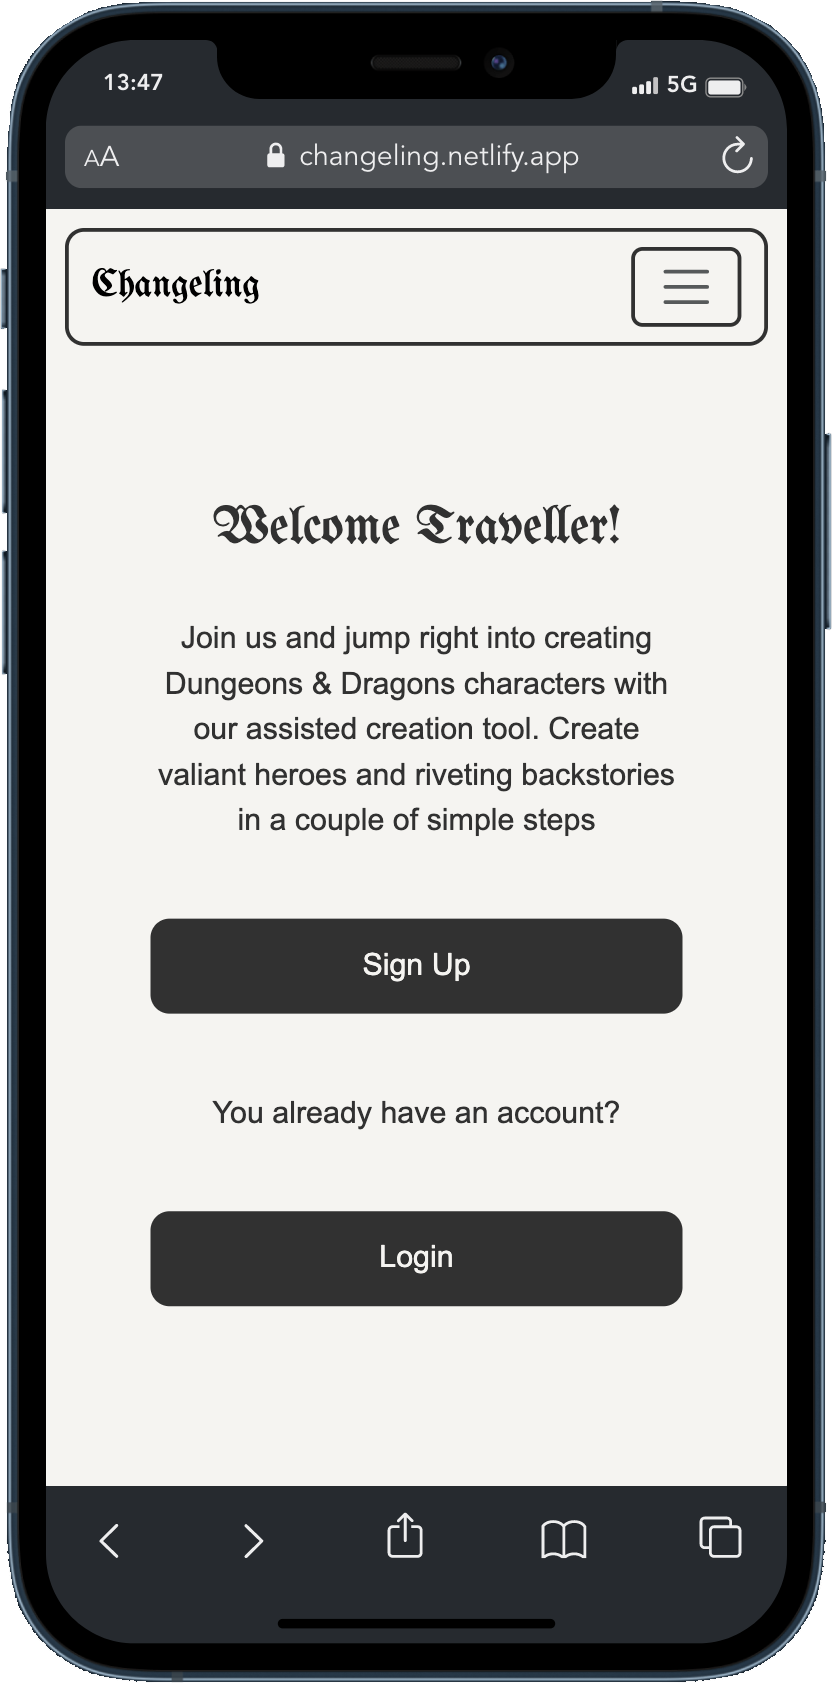 13:47
5G
AA
changeling.netlify.app
Changeling
Welcome Traveller!
Join us and jump right into creating
Dungeons & Dragons characters with
our assisted creation tool. Create
valiant heroes and riveting backstories
in a couple of simple steps
Sign Up
You already have an account?
Login